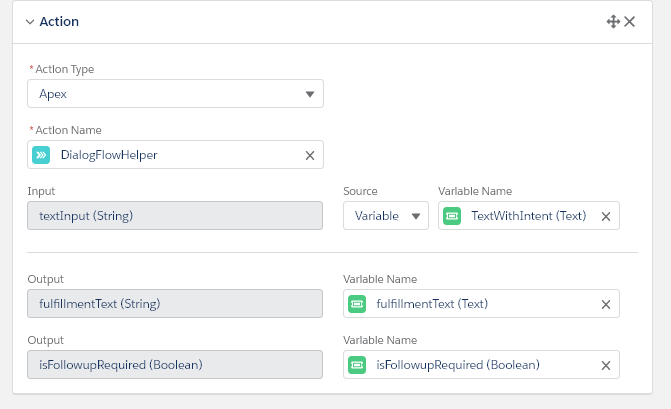 Action
* Action Type
Apex
* Action Name
DialogFlowHelper
Input Source Variable Name
textInput (String) Variable TextWithIntent (Text)
Output Variable Name
fulfillmentText (String) fulfillmentText (Text)
Output Variable Name
isFollowupRequired (Boolean) isFollowupRequired (Boolean)